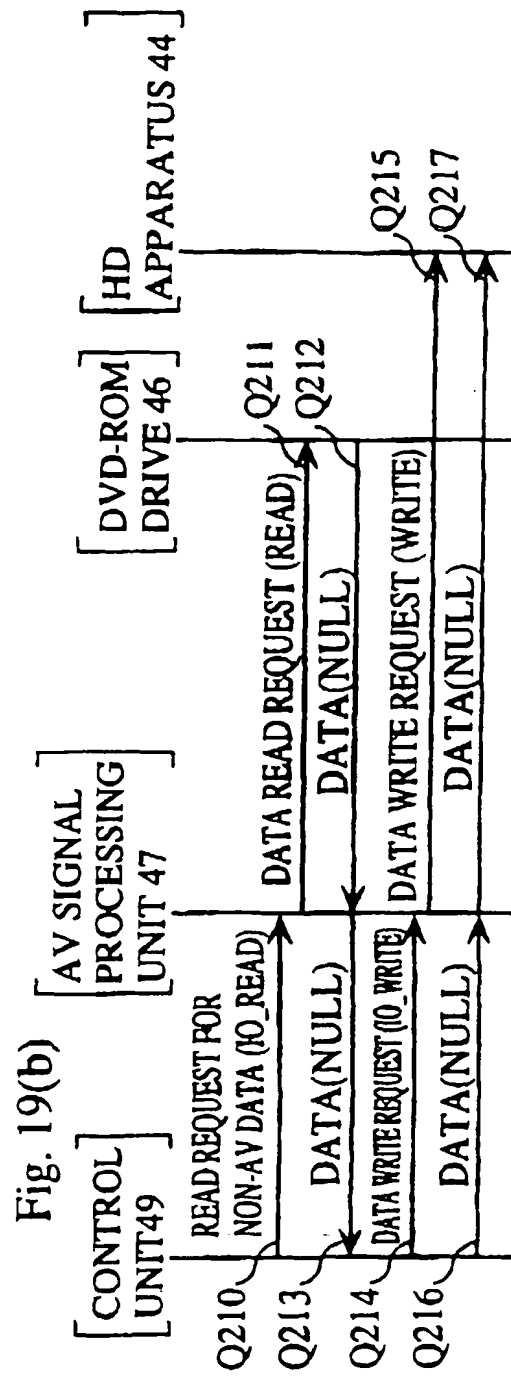 Fig. 19(b)
CONTROL
UNIT49
AV SIGNAL
PROCESSING
UNIT 47
DVD-ROM
DRIVE 46
HD
APPARATUS 44
Q210
READ REQUEST FOR
NON-AV DATA (IO_READ)
DATA READ REQUEST (READ)
Q211
Q213
DATA(NULL)
DATA(NULL)
Q212
Q214
DATA WRITE REQUEST (IO_WRITE)
DATA WRITE REQUEST (WRITE)
Q215
Q216
DATA(NULL)
DATA(NULL)
Q217